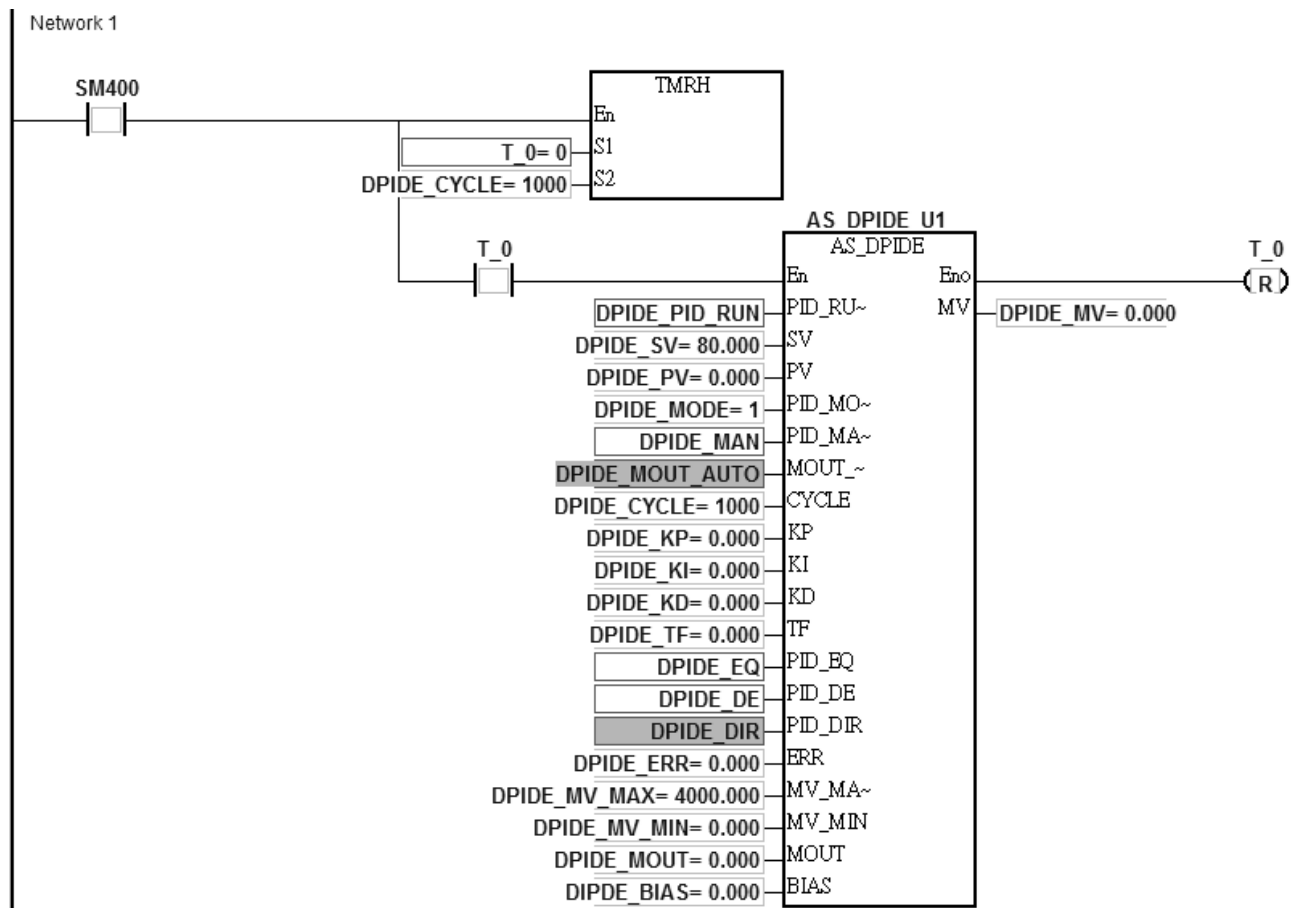 Network 1
SM400
TMRH
En
T_0= 0 S1
DPIDE_CYCLE= 1000 S2
AS_DPIDE_U1
T_0 AS_DPIDE T_0
En Eno R
DPIDE_PID_RUN PID_RU~ MV DPIDE_MV= 0.000
DPIDE_SV= 80.000 SV
DPIDE_PV= 0.000 PV
DPIDE_MODE= 1 PID_MO~
DPIDE_MAN PID_MA~
DPIDE_MOUT_AUTO MOUT_~
DPIDE_CYCLE= 1000 CYCLE
DPIDE_KP= 0.000 KP
DPIDE_KI= 0.000 KI
DPIDE_KD= 0.000 KD
DPIDE_TF= 0.000 TF
DPIDE_EQ PID_EQ
DPIDE_DE PID_DE
DPIDE_DIR PID_DIR
DPIDE_ERR= 0.000 ERR
DPIDE_MV_MAX= 4000.000 MV_MA~
DPIDE_MV_MIN= 0.000 MV_MIN
DPIDE_MOUT= 0.000 MOUT
DIPDE_BIAS= 0.000 BIAS